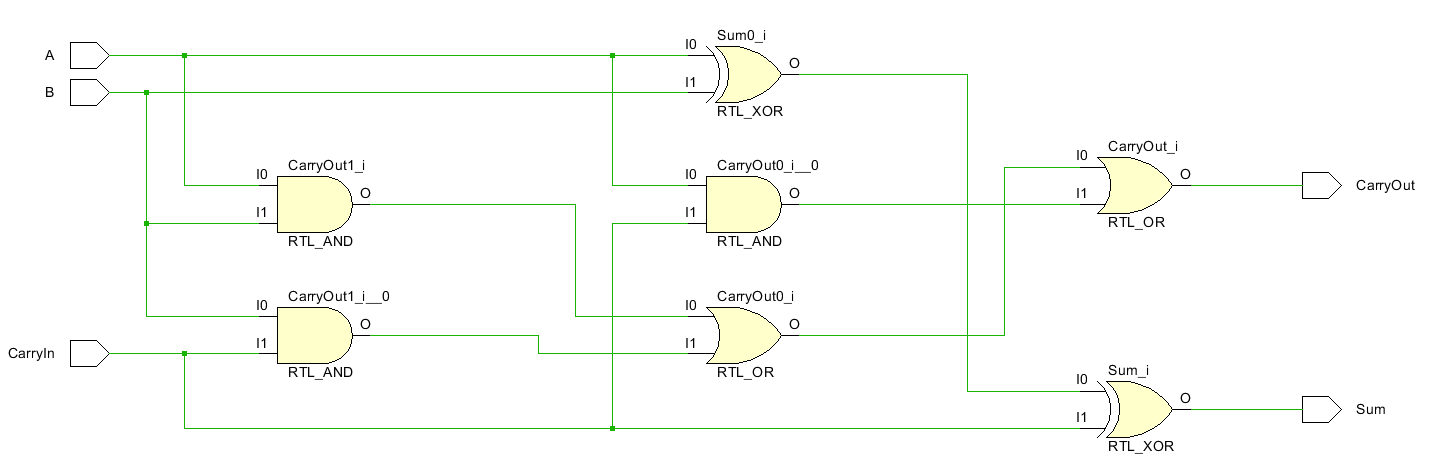 Sum0_i
A
I0
O
B
I1
RTL_XOR
CarryOut1_i
I0
O
I1
RTL_AND
CarryOut0_i__0
I0
O
I1
RTL_AND
CarryOut_i
I0
O
I1
RTL_OR
CarryOut
CarryOut1_i__0
I0
O
I1
RTL_AND
CarryIn
CarryOut0_i
I0
O
I1
RTL_OR
Sum_i
I0
O
I1
RTL_XOR
Sum